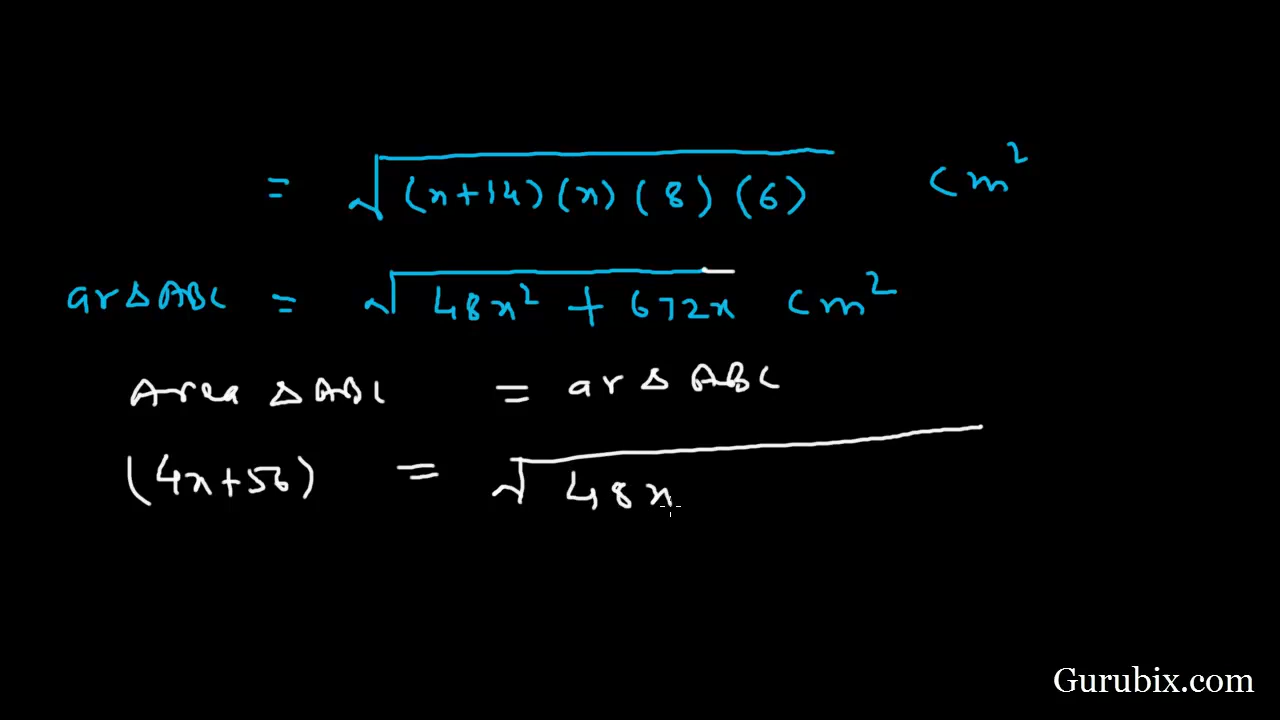 = √(x+14)(x)(8)(6) cm²
ar△ABC = √48x² + 672x cm²
Area △ABC = ar△ABC
(4x+56) = √48x
Gurubix.com